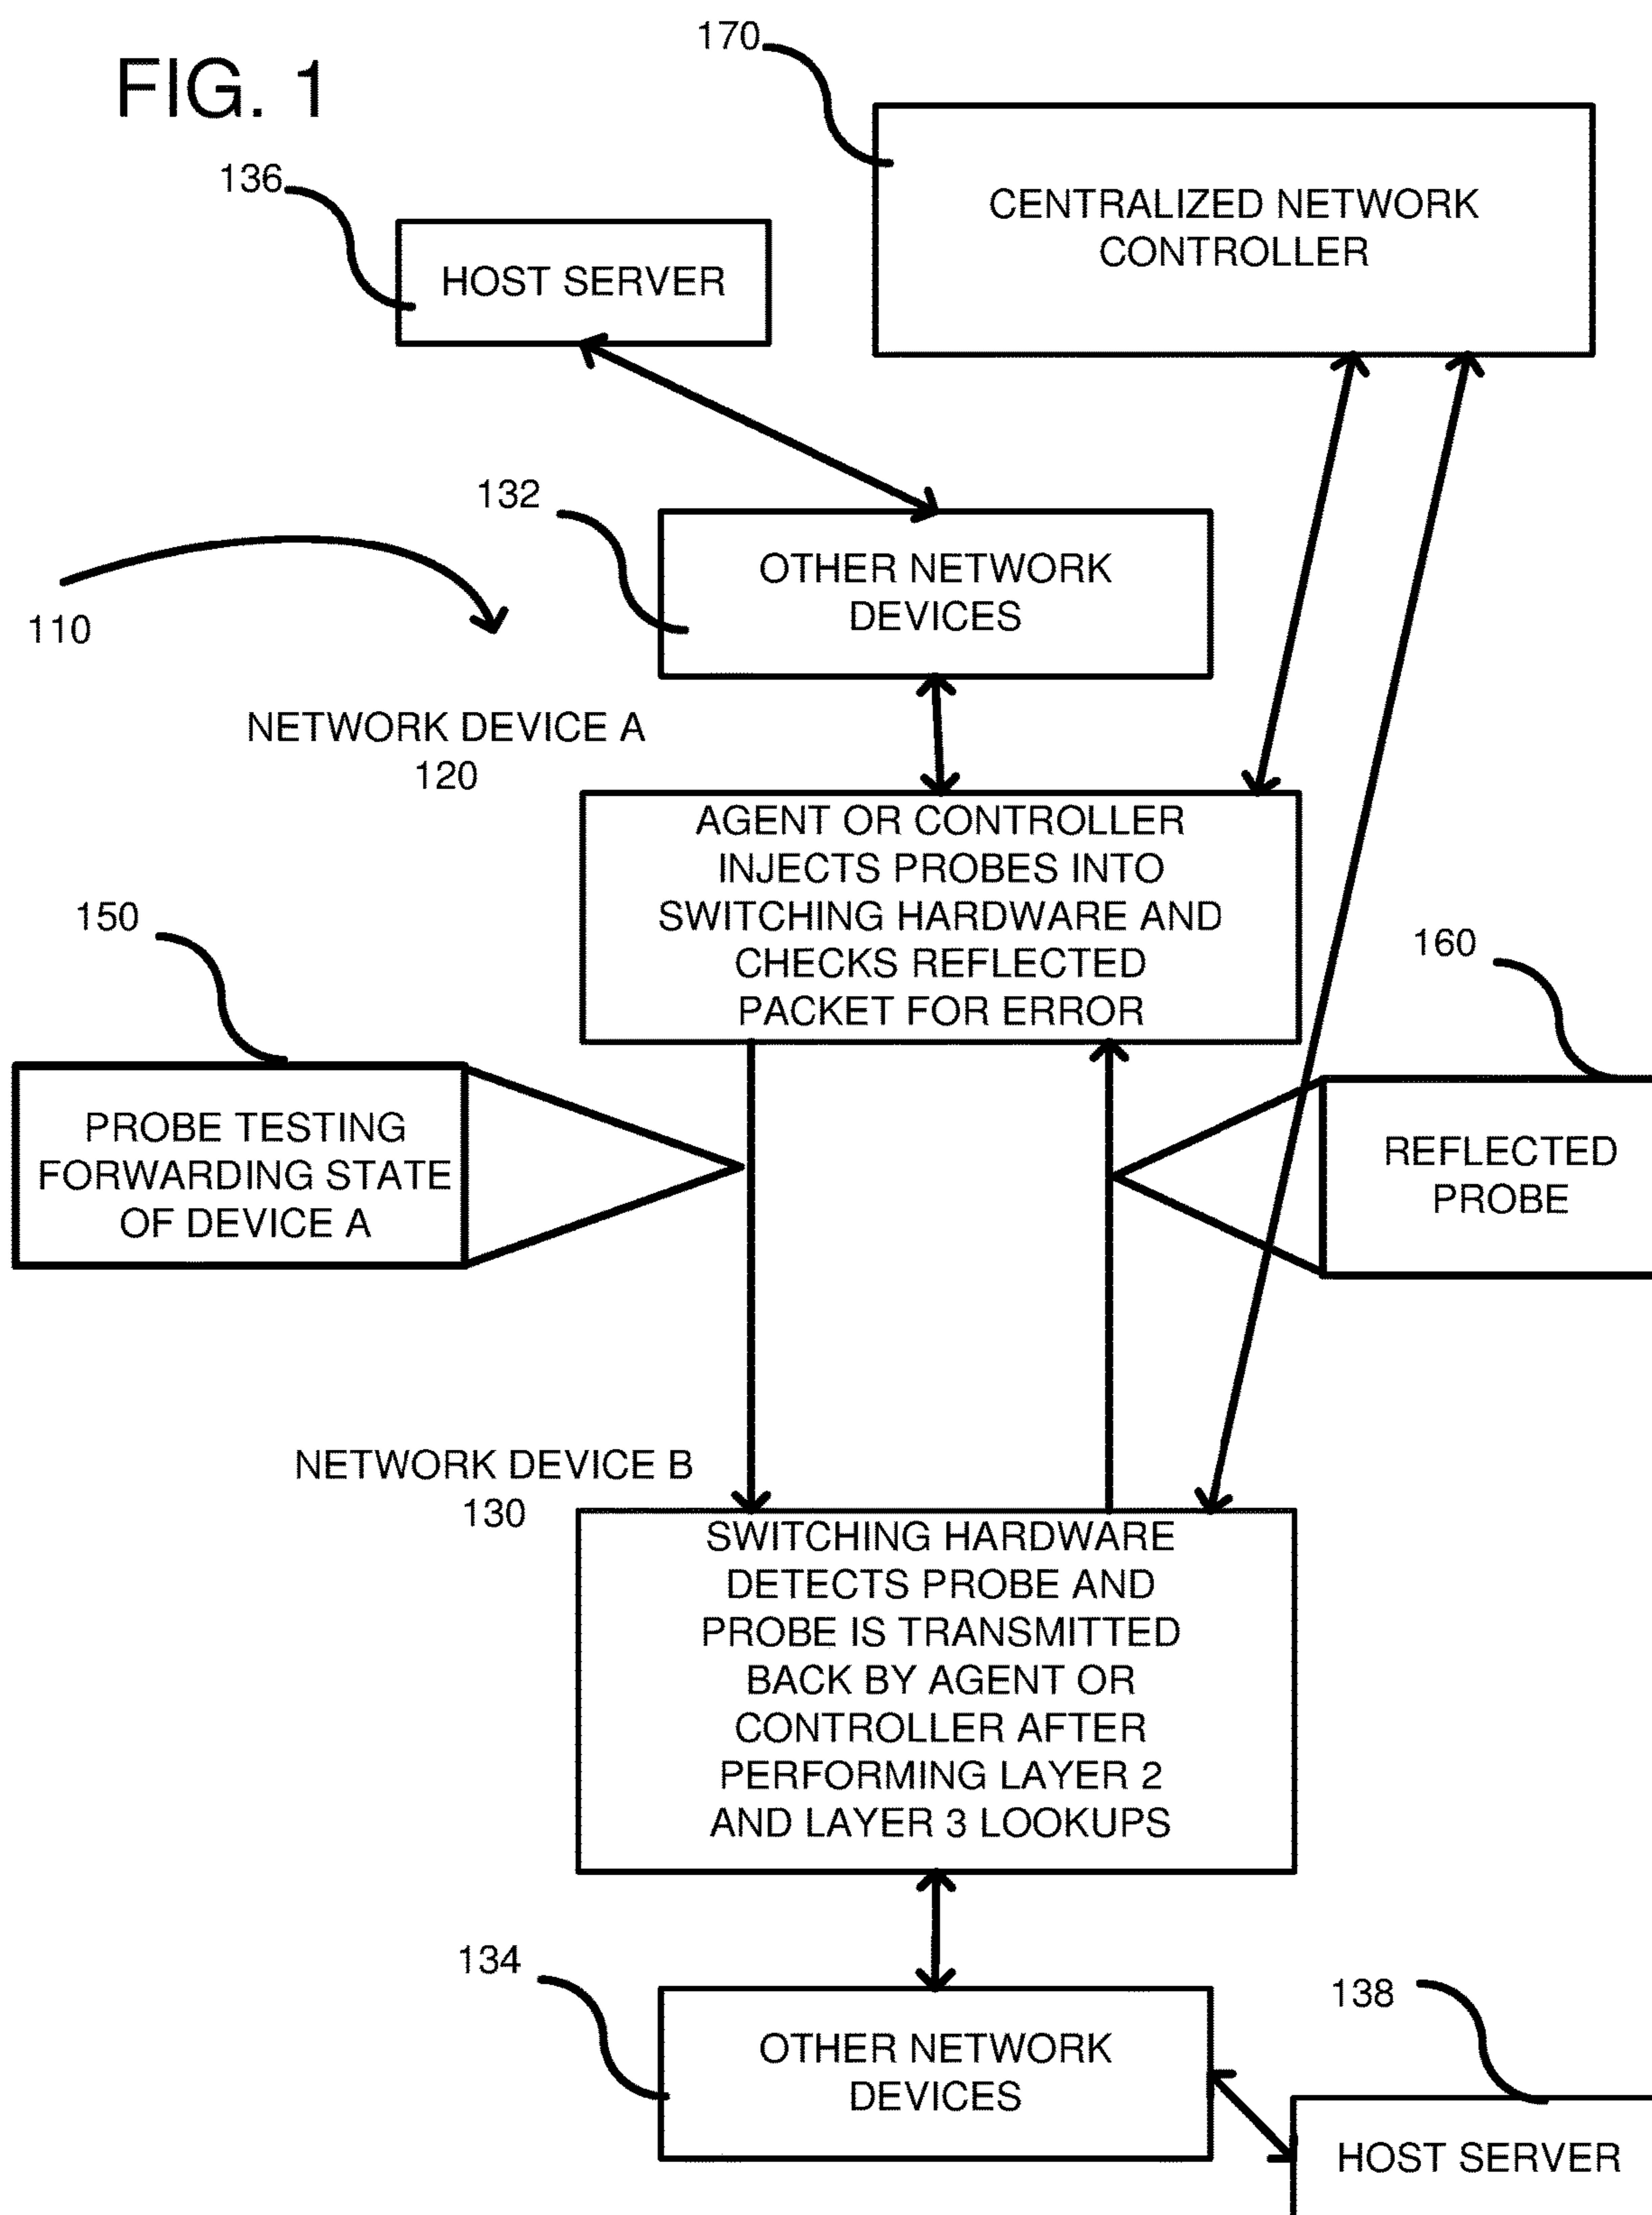 FIG. 1
170
CENTRALIZED NETWORK
CONTROLLER
136
HOST SERVER
132
OTHER NETWORK
DEVICES
110
NETWORK DEVICE A
120
AGENT OR CONTROLLER
INJECTS PROBES INTO
SWITCHING HARDWARE AND
CHECKS REFLECTED
PACKET FOR ERROR
150
PROBE TESTING
FORWARDING STATE
OF DEVICE A
160
REFLECTED
PROBE
NETWORK DEVICE B
130
SWITCHING HARDWARE
DETECTS PROBE AND
PROBE IS TRANSMITTED
BACK BY AGENT OR
CONTROLLER AFTER
PERFORMING LAYER 2
AND LAYER 3 LOOKUPS
134
OTHER NETWORK
DEVICES
138
HOST SERVER